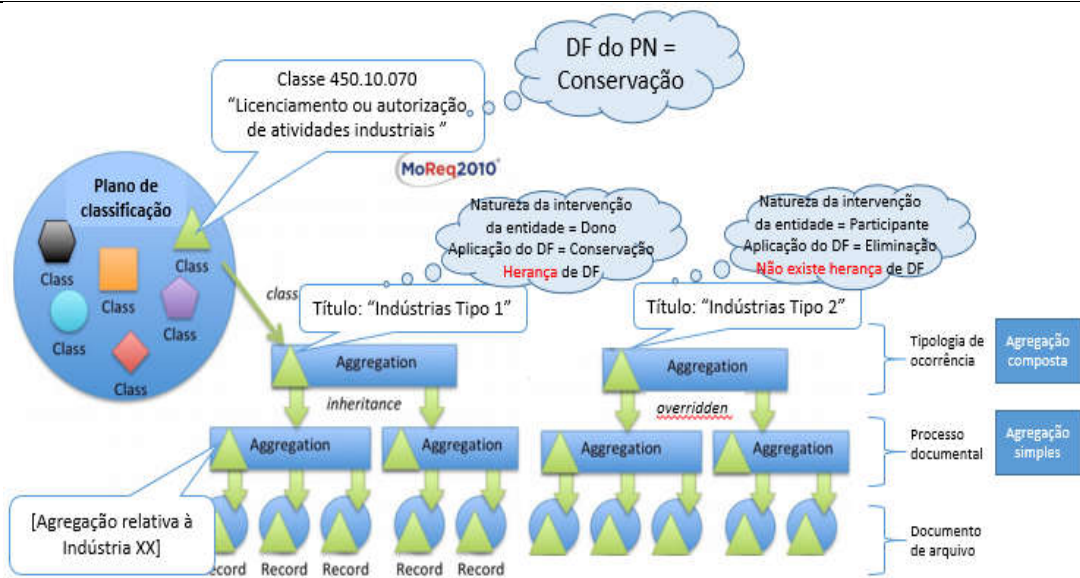 DF do PN =
Conservação
Classe 450.10.070
“Licenciamento ou autorização
de atividades industriais ”
MoReq2010
Plano de
classificação
Class
Class
Class
Class
Class
Class
class
Natureza da intervenção
da entidade = Dono
Aplicação do DF = Conservação
Herança de DF
Natureza da intervenção
da entidade = Participante
Aplicação do DF = Eliminação
Não existe herança de DF
Título: “Indústrias Tipo 1”
Título: “Indústrias Tipo 2”
Aggregation
Aggregation
Tipologia de
ocorrência
Agregação
composta
inheritance
overridden
Aggregation
Aggregation
Aggregation
Aggregation
Processo
documental
Agregação
simples
[Agregação relativa à
Indústria XX]
Documento
de arquivo
ecord
Record
Record
Record
Record